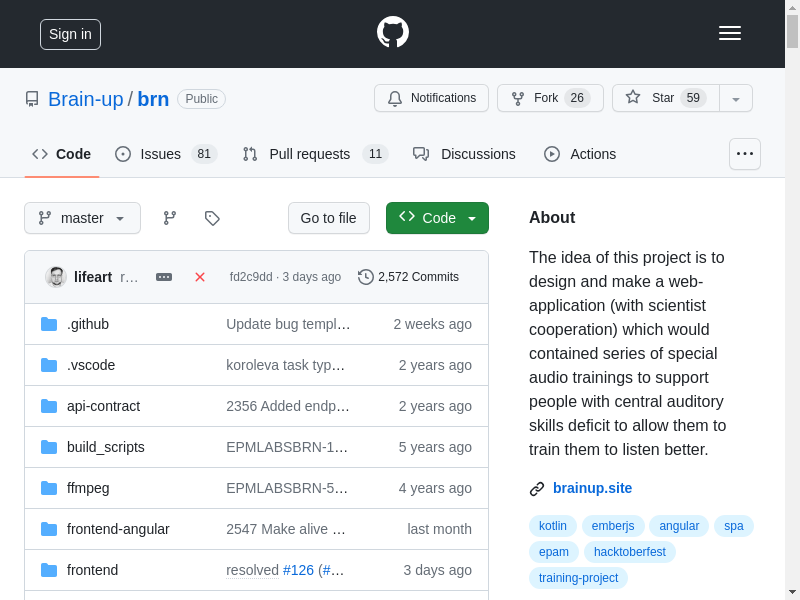 Sign in
Brain-up / brn Public
Notifications Fork 26 Star 59
Code Issues 81 Pull requests 11 Discussions Actions
master Go to file Code
lifeart r…
fd2c9dd · 3 days ago 2,572 Commits
.github Update bug templ… 2 weeks ago
.vscode koroleva task typ… 2 years ago
api-contract 2356 Added endp… 2 years ago
build_scripts EPMLABSBRN-1… 5 years ago
ffmpeg EPMLABSBRN-5… 4 years ago
frontend-angular 2547 Make alive … last month
frontend resolved #126 (#… 3 days ago
About
The idea of this project is to
design and make a web-
application (with scientist
cooperation) which would
contained series of special
audio trainings to support
people with central auditory
skills deficit to allow them to
train them to listen better.
brainup.site
kotlin emberjs angular spa
epam hacktoberfest
training-project